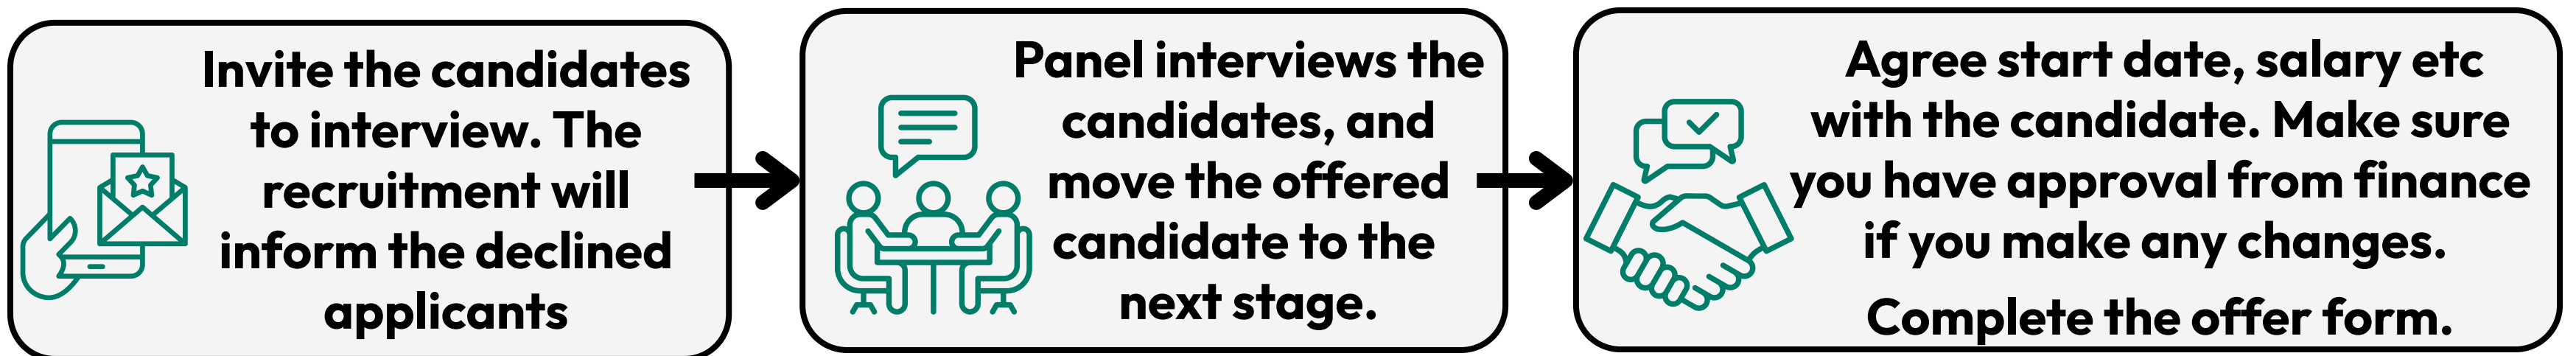 Invite the candidates
to interview. The
recruitment will
inform the declined
applicants
Panel interviews the
candidates, and
move the offered
candidate to the
next stage.
Agree start date, salary etc
with the candidate. Make sure
you have approval from finance
if you make any changes.
Complete the offer form.